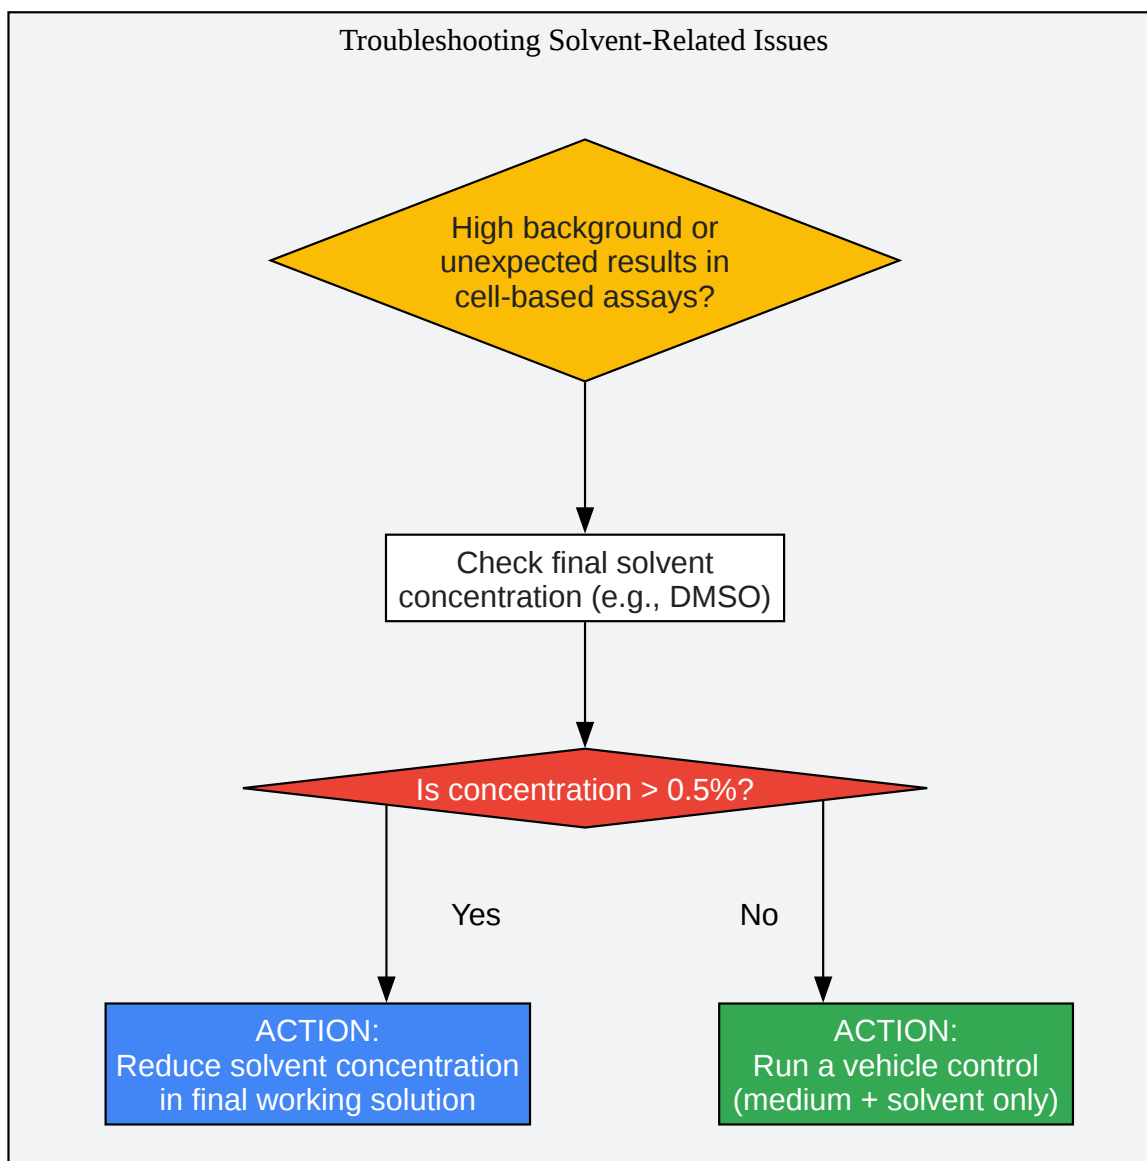 Troubleshooting Solvent-Related Issues
High background or
unexpected results in
cell-based assays?
Check final solvent
concentration (e.g., DMSO)
Is concentration > 0.5%?
Yes
No
ACTION:
Reduce solvent concentration
in final working solution
ACTION:
Run a vehicle control
(medium + solvent only)